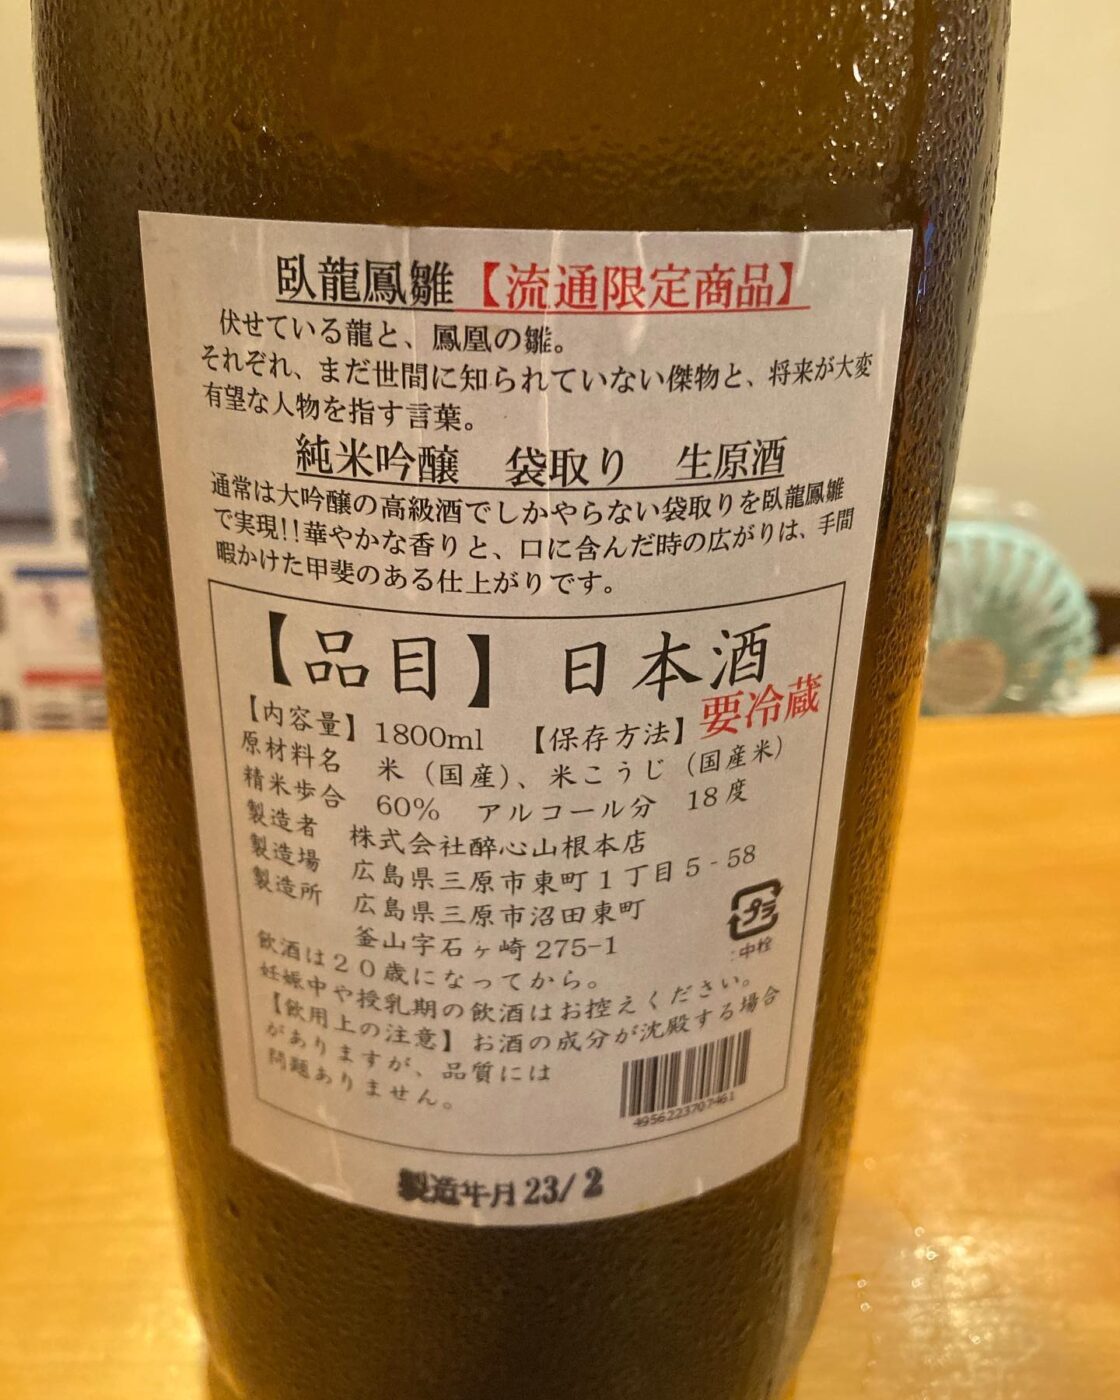 臥龍鳳雛【流通限定商品】
伏せている龍と、鳳凰の雛。
それぞれ、まだ世間に知られていない傑物と、将来が大変
有望な人物を指す言葉。
純米吟醸　袋取り　生原酒
通常は大吟醸の高級酒でしかやらない袋取りを臥龍鳳雛
で実現!!華やかな香りと、口に含んだ時の広がりは、手間
暇かけた甲斐のある仕上がりです。
【品目】日本酒
【内容量】1800ml　【保存方法】要冷蔵
原材料名　米（国産）、米こうじ（国産米）
精米歩合　60%　アルコール分　18度
製造者　株式会社醉心山根本店
製造場　広島県三原市東町1丁目5-58
製造所　広島県三原市沼田東町
釜山字石ヶ崎275-1
プラ
:中栓
飲酒は20歳になってから。
妊娠中や授乳期の飲酒はお控えください。
【飲用上の注意】お酒の成分が沈殿する場合
がありますが、品質には
問題ありません。
4956223707461
製造年月 23/ 2